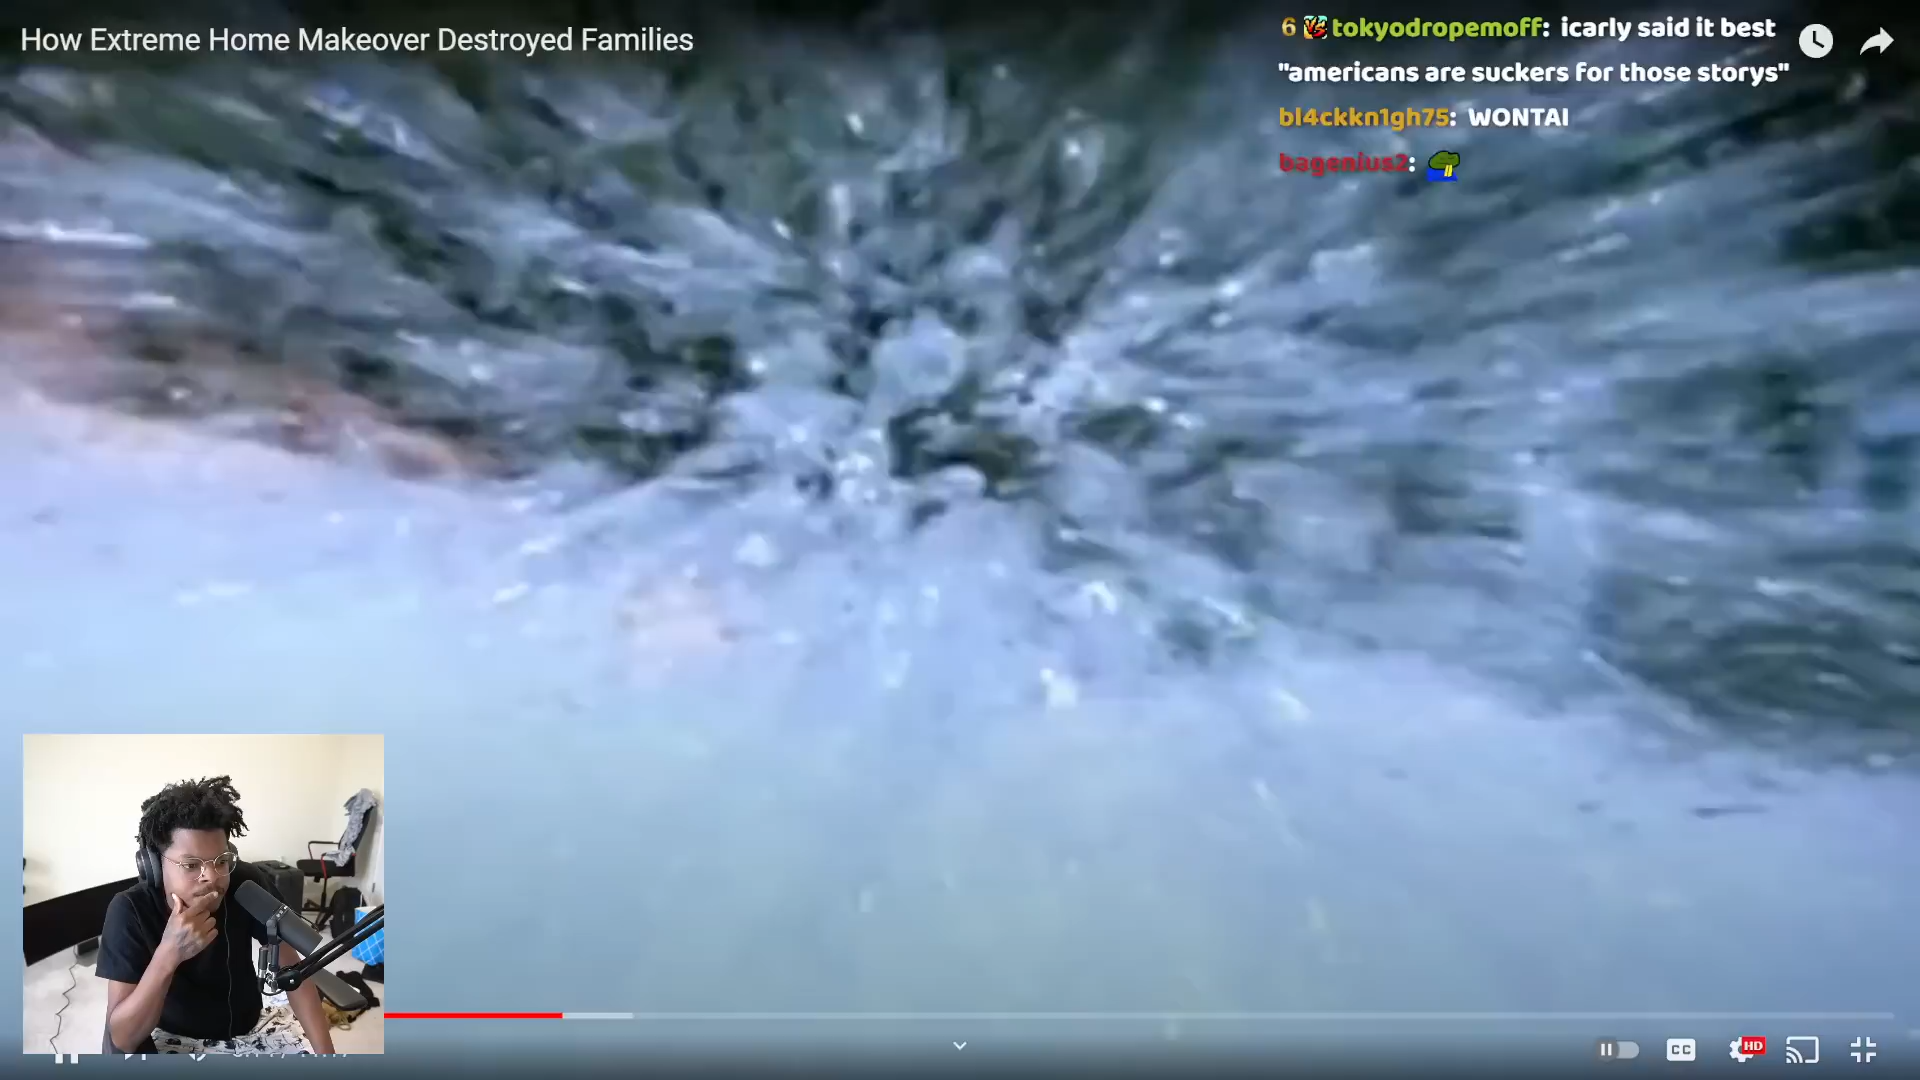 How Extreme Home Makeover Destroyed Families
6 tokyodropemoff: icarly said it best
"americans are suckers for those storys"
bl4ckkn1gh75: WONTAI
bagenius2:
CC
HD